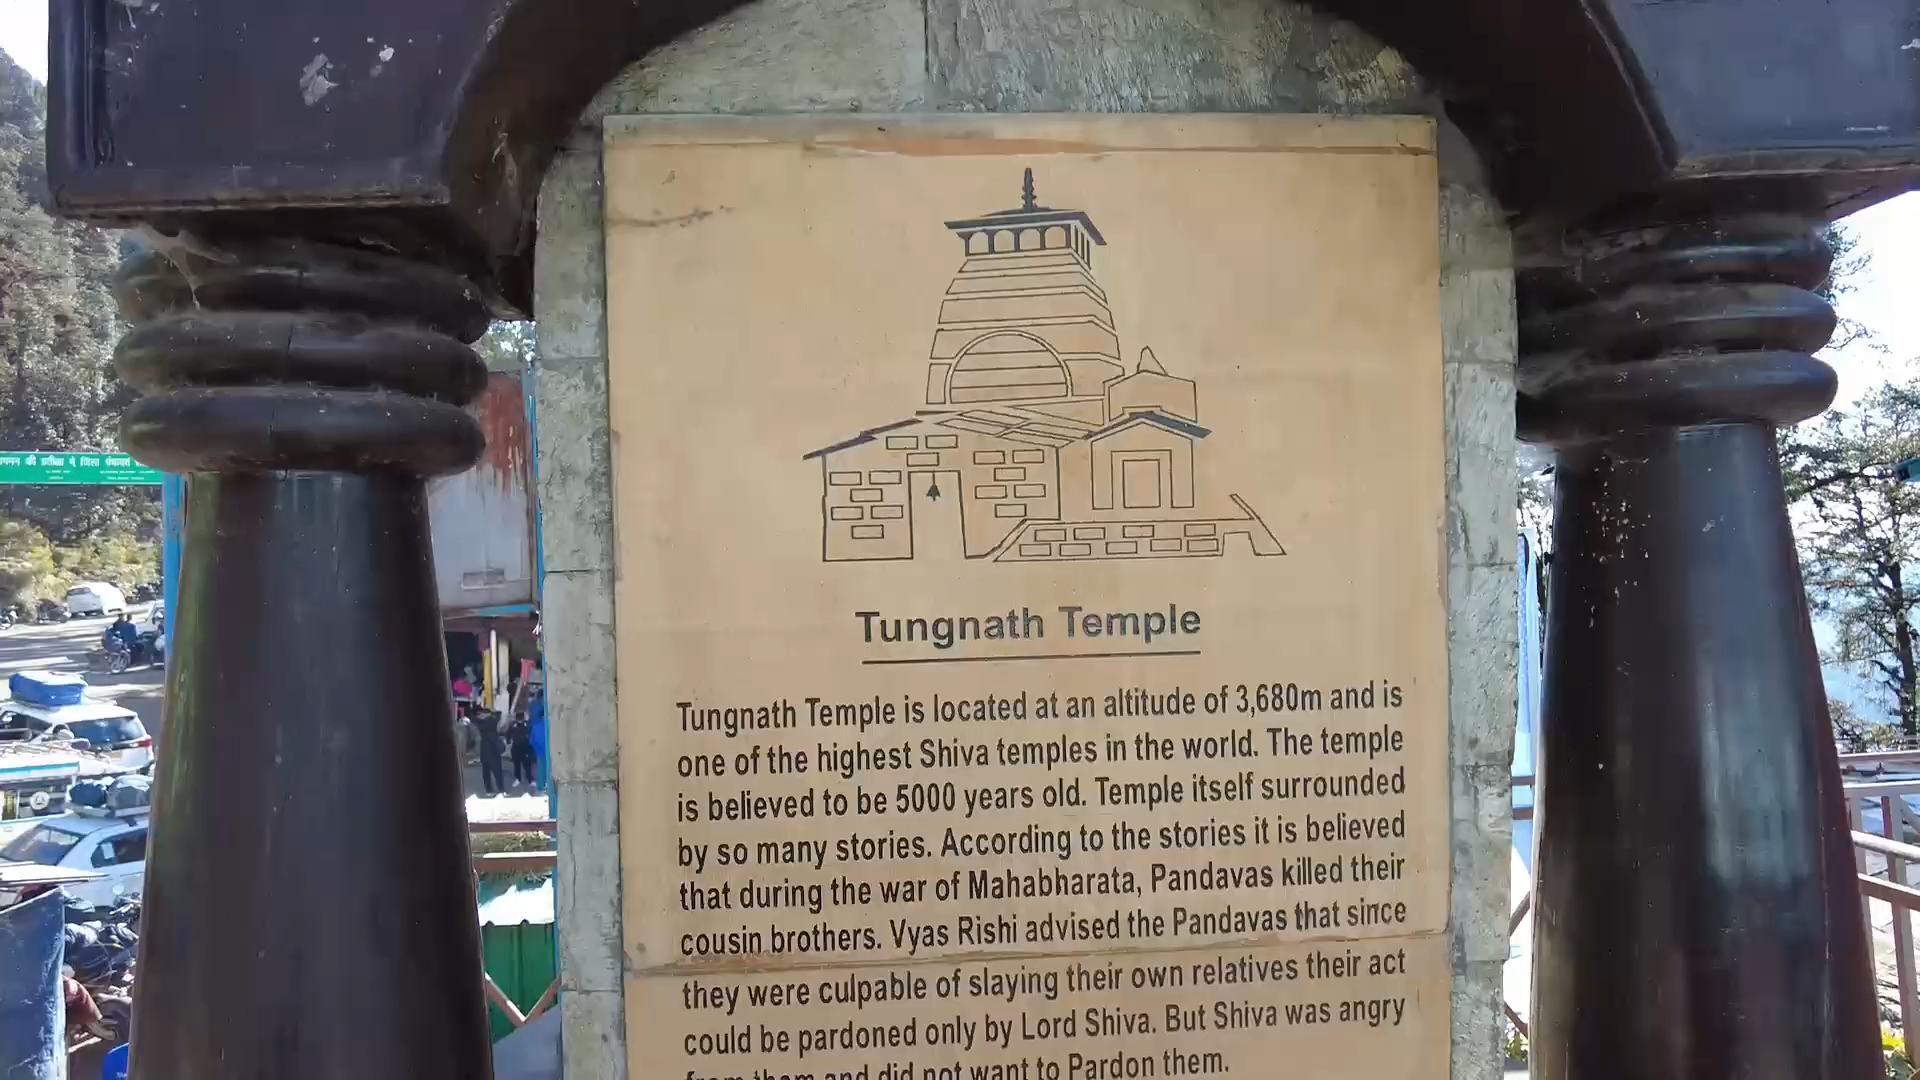 Tungnath Temple
Tungnath Temple is located at an altitude of 3,680m and is
one of the highest Shiva temples in the world. The temple
is believed to be 5000 years old. Temple itself surrounded
by so many stories. According to the stories it is believed
that during the war of Mahabharata, Pandavas killed their
cousin brothers. Vyas Rishi advised the Pandavas that since
they were culpable of slaying their own relatives their act
could be pardoned only by Lord Shiva. But Shiva was angry
from them and did not want to Pardon them.
की प्रतीक्षा में जिला पंचायत